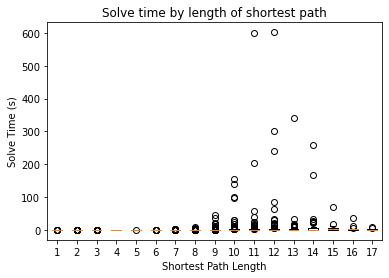 Solve time by length of shortest path
600
500
400
300
200
100
0
Solve Time (s)
1 2 3 4 5 6 7 8 9 10 11 12 13 14 15 16 17
Shortest Path Length